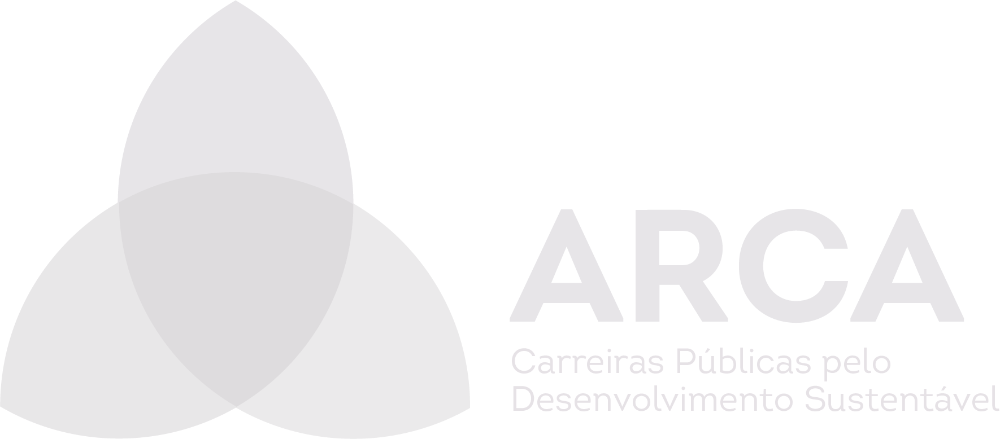 ARCA
Carreiras Públicas pelo
Desenvolvimento Sustentável